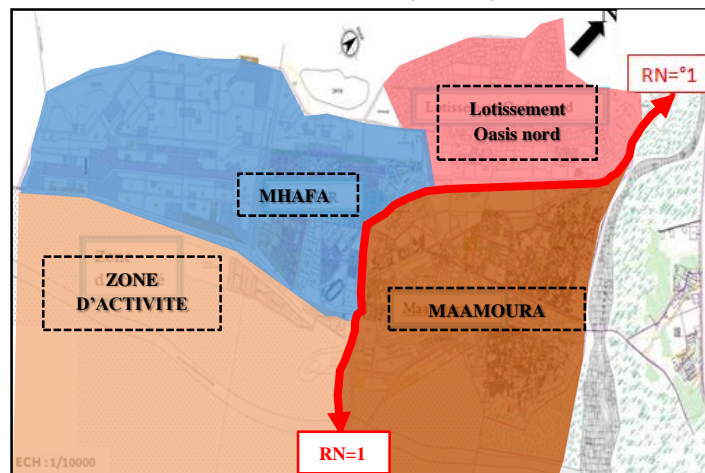 RN=°1
Lotissement
Oasis nord
MHAFA
ZONE
D'ACTIVITE
MAAMOURA
RN=1
ECH : 1/10000